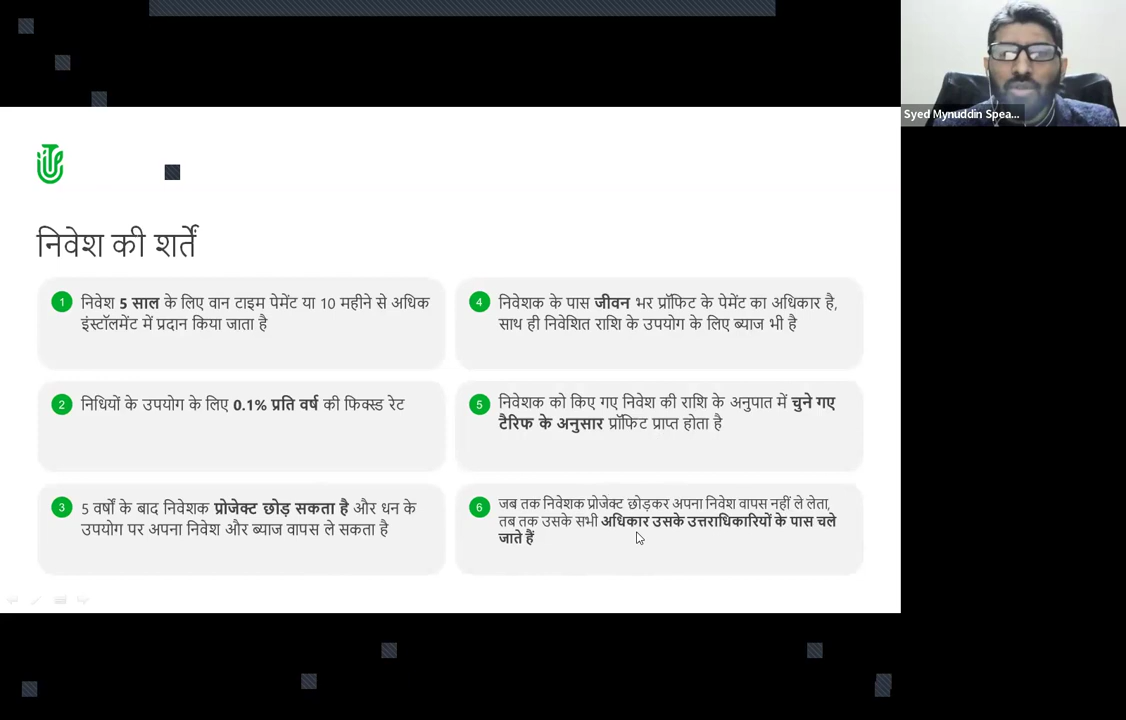 Syed Mynuddin Spea...
निवेश की शर्तें
1
निवेश 5 साल के लिए वान टाइम पेमेंट या 10 महीने से अधिक
इंस्टॉलमेंट में प्रदान किया जाता है
2
निधियों के उपयोग के लिए 0.1% प्रति वर्ष की फिक्स्ड रेट
3
5 वर्षों के बाद निवेशक प्रोजेक्ट छोड़ सकता है और धन के
उपयोग पर अपना निवेश और ब्याज वापस ले सकता है
4
निवेशक के पास जीवन भर प्रॉफिट के पेमेंट का अधिकार है,
साथ ही निवेशित राशि के उपयोग के लिए ब्याज भी है
5
निवेशक को किए गए निवेश की राशि के अनुपात में चुने गए
टैरिफ के अनुसार प्रॉफिट प्राप्त होता है
6
जब तक निवेशक प्रोजेक्ट छोड़कर अपना निवेश वापस नहीं ले लेता,
तब तक उसके सभी अधिकार उसके उत्तराधिकारियों के पास चले
जाते हैं